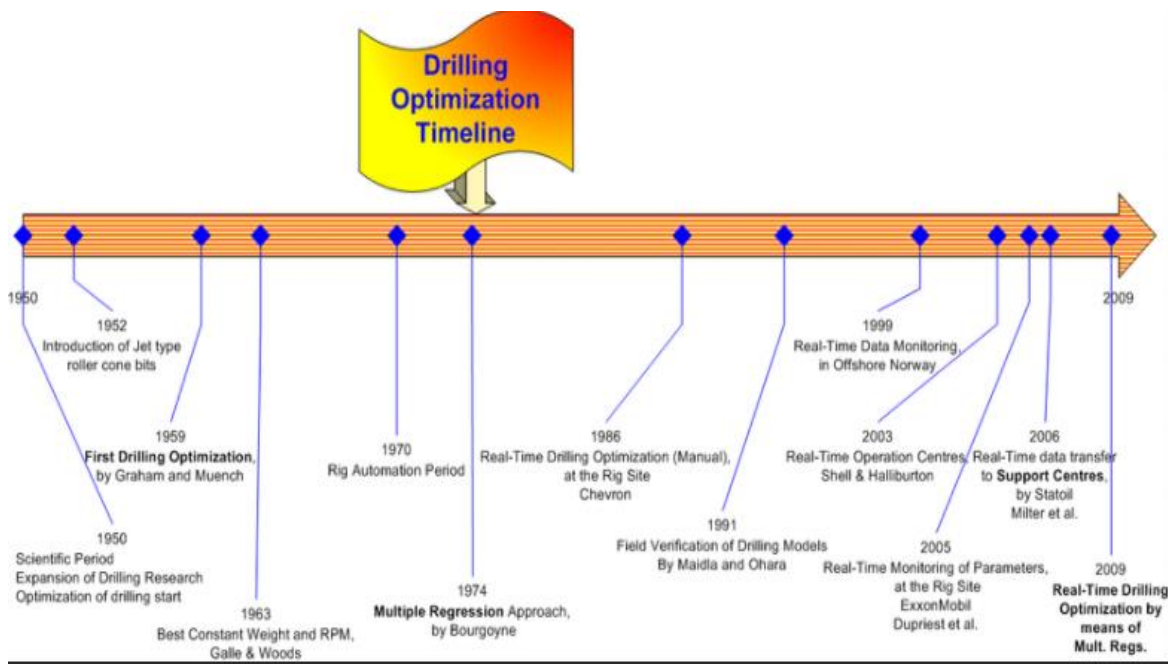 Drilling
Optimization
Timeline
1950
2009
1952
Introduction of Jet type
roller cone bits
1999
Real-Time Data Monitoring,
in Offshore Norway
1959
First Drilling Optimization,
by Graham and Muench
1970
Rig Automation Period
1986
Real-Time Drilling Optimization (Manual),
at the Rig Site
Chevron
2003
Real-Time Operation Centres,
Shell & Halliburton
2006
Real-Time data transfer
to Support Centres,
by Statoil
Milter et al.
1950
Scientific Period
Expansion of Drilling Research
Optimization of drilling start
1991
Field Verification of Drilling Models
By Maidla and Ohara
2005
Real-Time Monitoring of Parameters,
at the Rig Site
ExxonMobil
Dupriest et al.
2009
Real-Time Drilling
Optimization by
means of
Mult. Regs.
1963
Best Constant Weight and RPM,
Galle & Woods
1974
Multiple Regression Approach,
by Bourgoyne